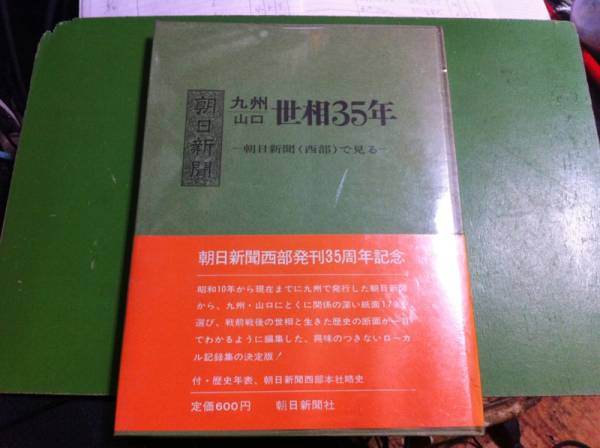 朝日新聞
九州
山口
世相35年
―朝日新聞(西部)で見る―
朝日新聞西部発刊35周年記念
昭和10年から現在までに九州で発行した朝日新聞
から、九州・山口にとくに関係の深い紙面17
選び、戦前戦後の世相と生きた歴史の断面が一目
でわかるように編集した、興味のつきないローカ
ル記録集の決定版!
付・歴史年表、朝日新聞西部本社略史
定価600円 朝日新聞社